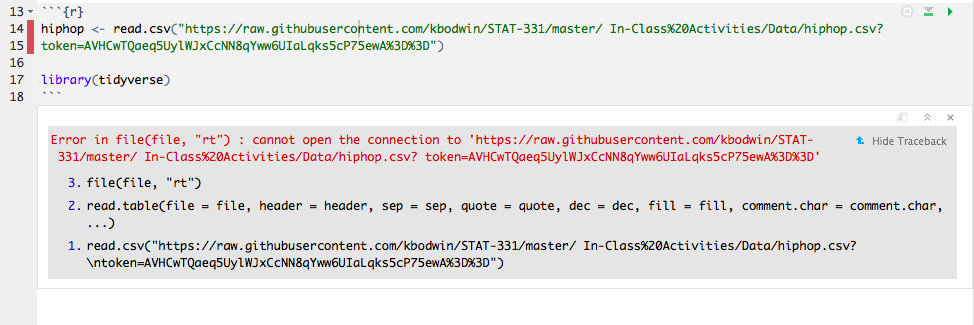 13 ```{r}
14 hiphop <- read.csv("https://raw.githubusercontent.com/kbodwin/STAT-331/master/ In-Class%20Activities/Data/hiphop.csv?
15 token=AVHCwTQaeq5UylWJxCcNN8qYww6UIaLqks5cP75ewA%3D%3D")
16
17 library(tidyverse)
18 ```
Error in file(file, "rt") : cannot open the connection to 'https://raw.githubusercontent.com/kbodwin/STAT-
331/master/ In-Class%20Activities/Data/hiphop.csv? token=AVHCwTQaeq5UylWJxCcNN8qYww6UIaLqks5cP75ewA%3D%3D'
Hide Traceback
3. file(file, "rt")
2. read.table(file = file, header = header, sep = sep, quote = quote, dec = dec, fill = fill, comment.char = comment.char,
...)
1. read.csv("https://raw.githubusercontent.com/kbodwin/STAT-331/master/ In-Class%20Activities/Data/hiphop.csv?
\ntoken=AVHCwTQaeq5UylWJxCcNN8qYww6UIaLqks5cP75ewA%3D%3D")